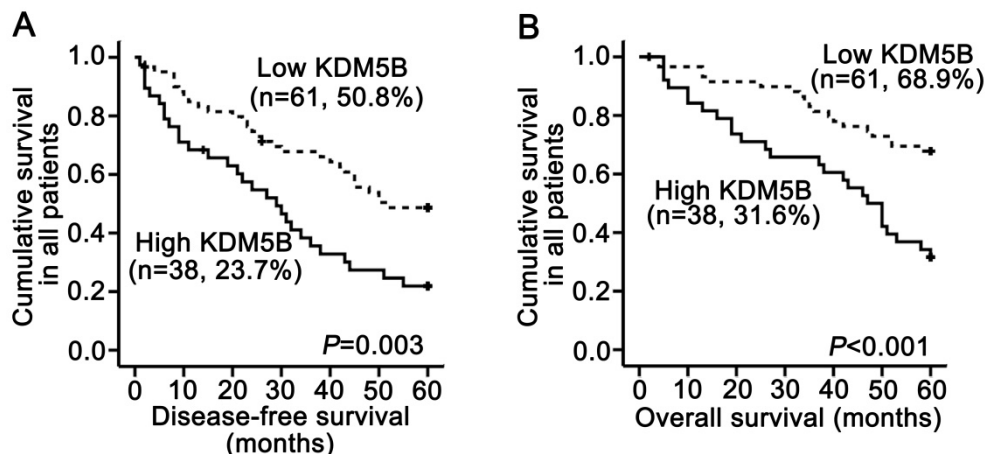 A
Cumulative survival
in all patients
1.0
0.8
0.6
0.4
0.2
0.0
Low KDM5B
(n=61, 50.8%)
High KDM5B
(n=38, 23.7%)
P=0.003
0 10 20 30 40 50 60
Disease-free survival
(months)
B
Cumulative survival
in all patients
1.0
0.8
0.6
0.4
0.2
0.0
Low KDM5B
(n=61, 68.9%)
High KDM5B
(n=38, 31.6%)
P<0.001
0 10 20 30 40 50 60
Overall survival (months)